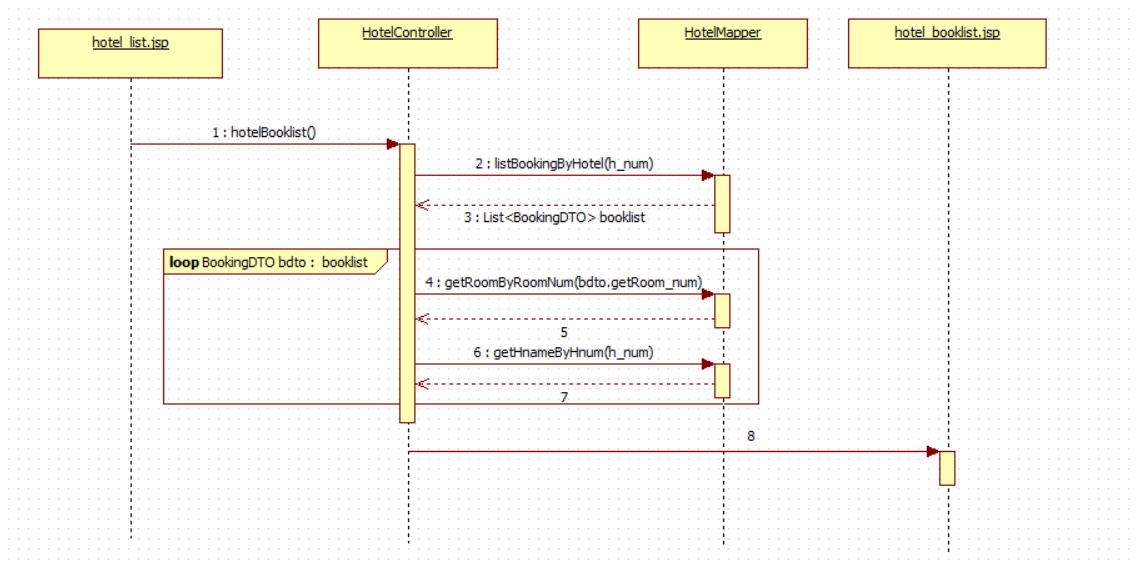 hotel_list.jsp
HotelController
HotelMapper
hotel_booklist.jsp
1 : hotelBooklist()
2 : listBookingByHotel(h_num)
3 : List<BookingDTO> booklist
loop BookingDTO bdto : booklist
4 : getRoomByRoomNum(bdto.getRoom_num)
5
6 : getHnameByHnum(h_num)
7
8